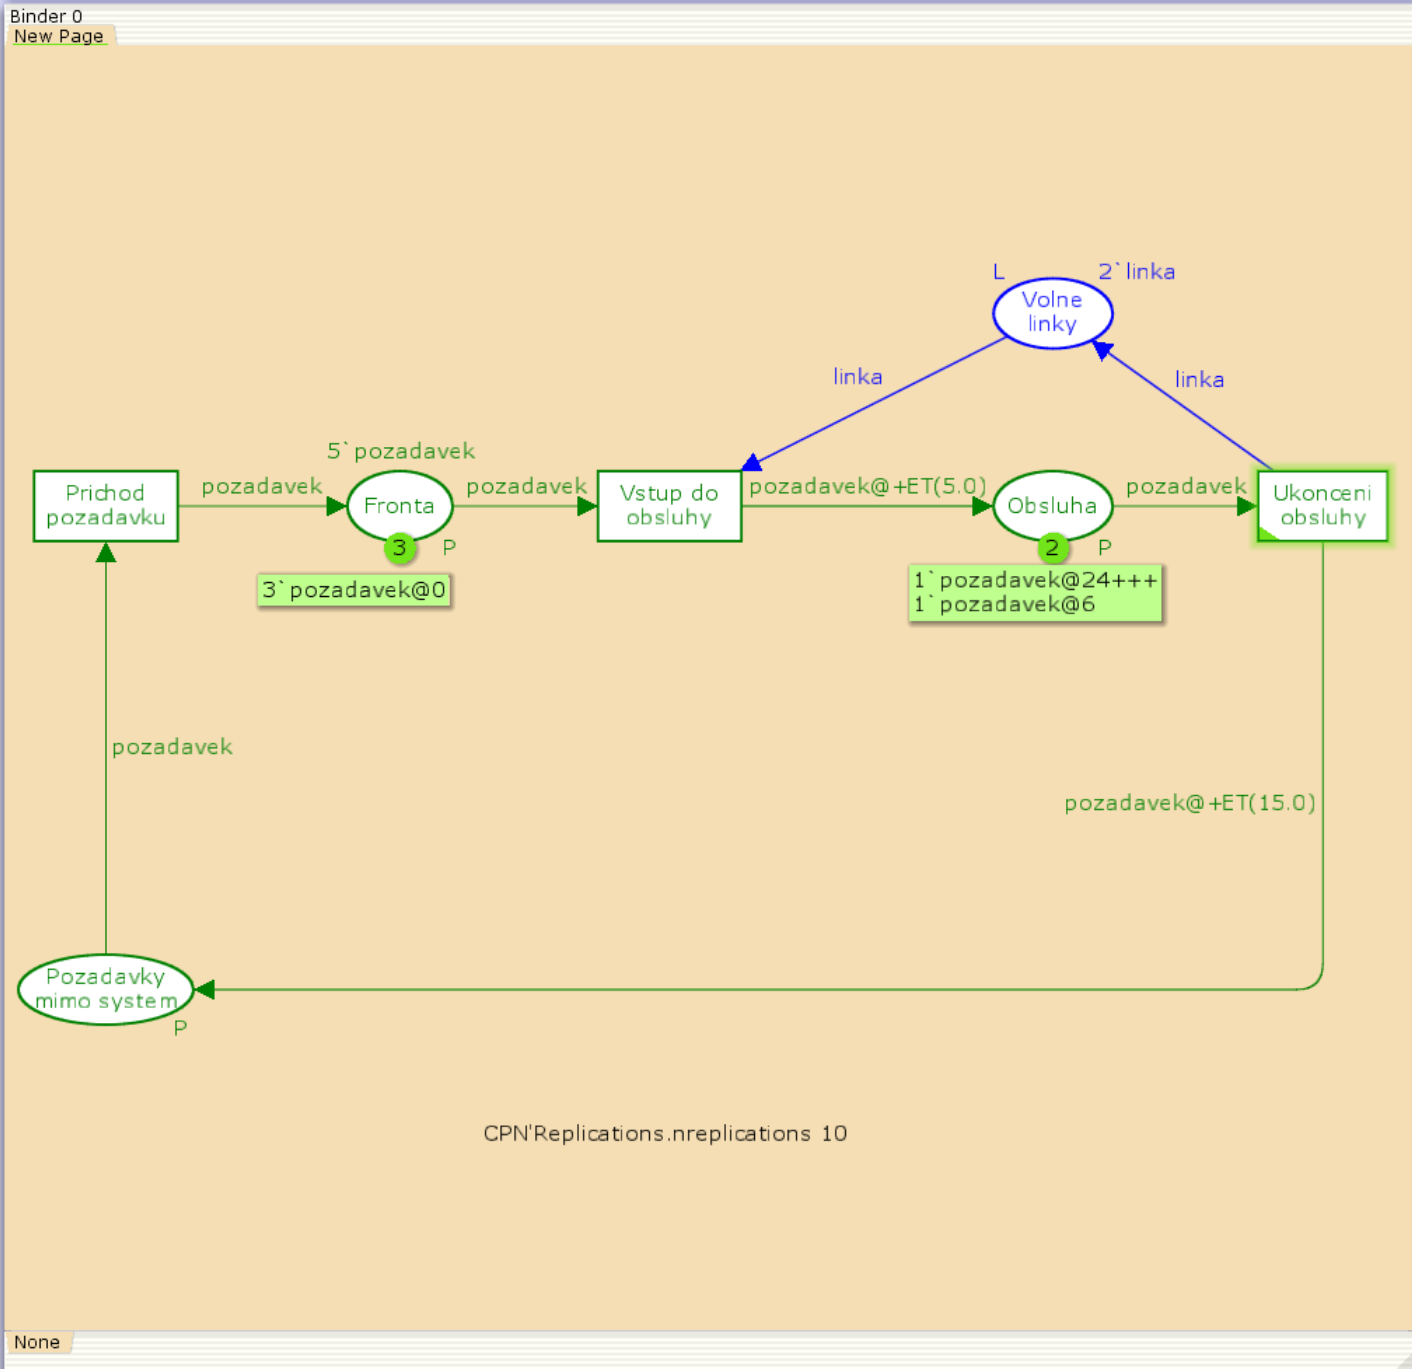 Binder 0
New Page
L
2`linka
Volne
linky
linka
linka
5`pozadavek
Prichod
pozadavku
pozadavek
Fronta
pozadavek
Vstup do
obsluhy
pozadavek@+ET(5.0)
Obsluha
pozadavek
Ukonceni
obsluhy
3
P
2
P
3`pozadavek@0
1`pozadavek@24+++
1`pozadavek@6
pozadavek
pozadavek@+ET(15.0)
Pozadavky
mimo system
P
CPN'Replications.nreplications 10
None